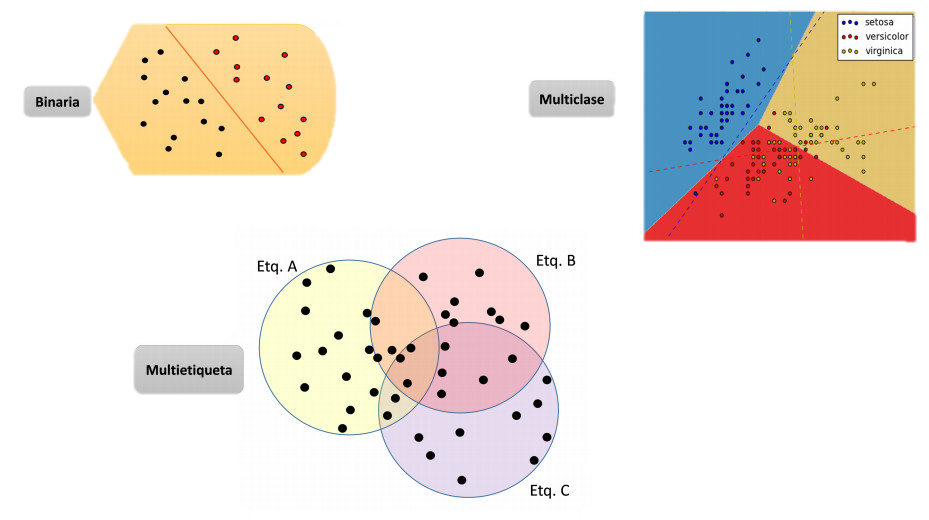 Binaria
Multiclase
setosa
versicolor
virginica
Etq. A
Etq. B
Multietiqueta
Etq. C